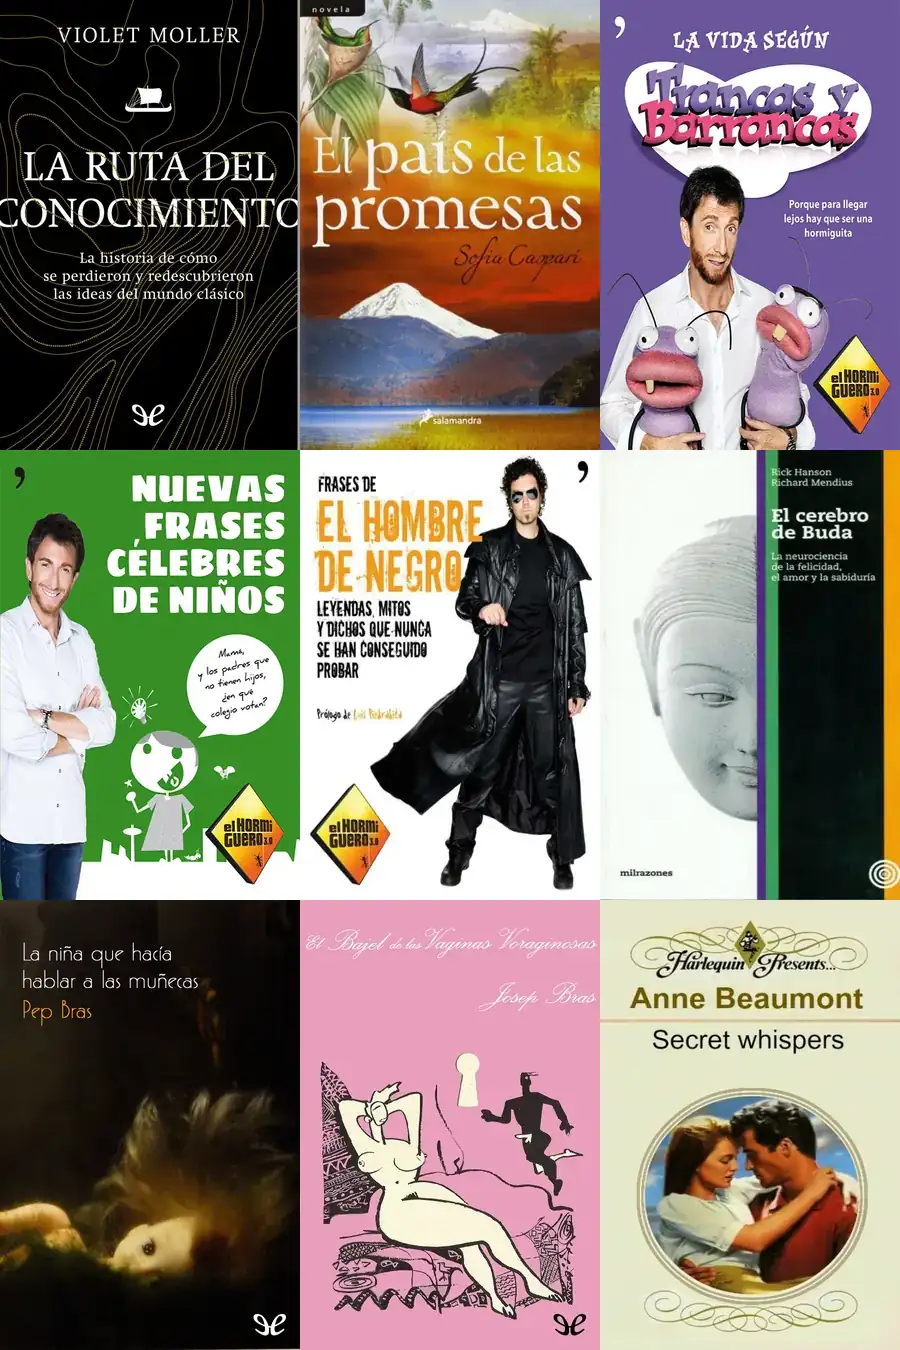 VIOLET MOLLER
LA RUTA DEL
CONOCIMIENTO
La historia de cómo
se perdieron y redescubrieron
las ideas del mundo clásico
novela
El país de las
promesas
Sofía Caspari
salamandra
LA VIDA SEGÚN
Trancas y
Barrancas
Porque para llegar
lejos hay que ser una
hormiguita
el HORMI
GUERO 3.0
NUEVAS
FRASES
CÉLEBRES
DE NIÑOS
Mamá,
y los padres que
no tienen hijos,
¿en qué
colegio votan?
el HORMI
GUERO 3.0
FRASES DE
EL HOMBRE
DE NEGRO
LEYENDAS, MITOS
Y DICHOS QUE NUNCA
SE HAN CONSEGUIDO
PROBAR
Prólogo de Luis Piedrahita
el HORMI
GUERO 3.0
Rick Hanson
Richard Mendius
El cerebro
de Buda
La neurociencia
de la felicidad,
el amor y la sabiduría
milrazones
La niña que hacía
hablar a las muñecas
Pep Bras
El Bajel de las Vaginas Voraginosas
Josep Bras
Harlequin Presents...
Anne Beaumont
Secret whispers